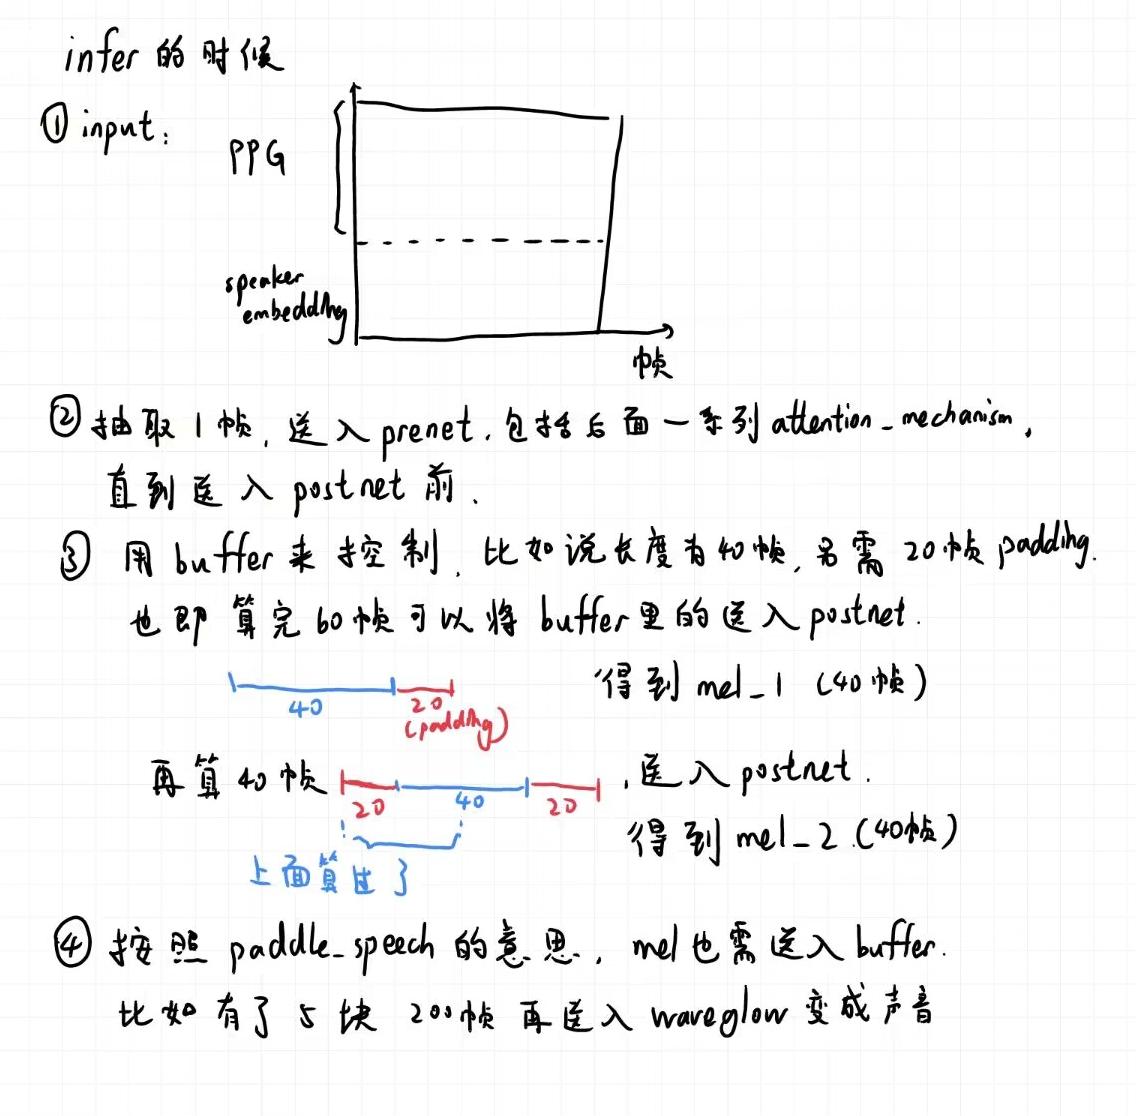 infer 的时候
① input:
PPG
speaker
embedding
帧
② 抽取 1 帧, 送入 prenet. 包括后面一系列 attention_mechanism,
直到送入 postnet 前.
③ 用 buffer 来控制, 比如说长度为 40 帧, 另需 20 帧 padding.
也即算完 60 帧可以将 buffer 里的送入 postnet.
40
20
(padding)
得到 mel_1 (40 帧)
再算 40 帧
20
40
20
, 送入 postnet.
得到 mel_2 (40帧)
上面算过了
④ 按照 paddle_speech 的意思, mel 也需送入 buffer.
比如有了 5 块 200 帧再送入 waveglow 变成声音